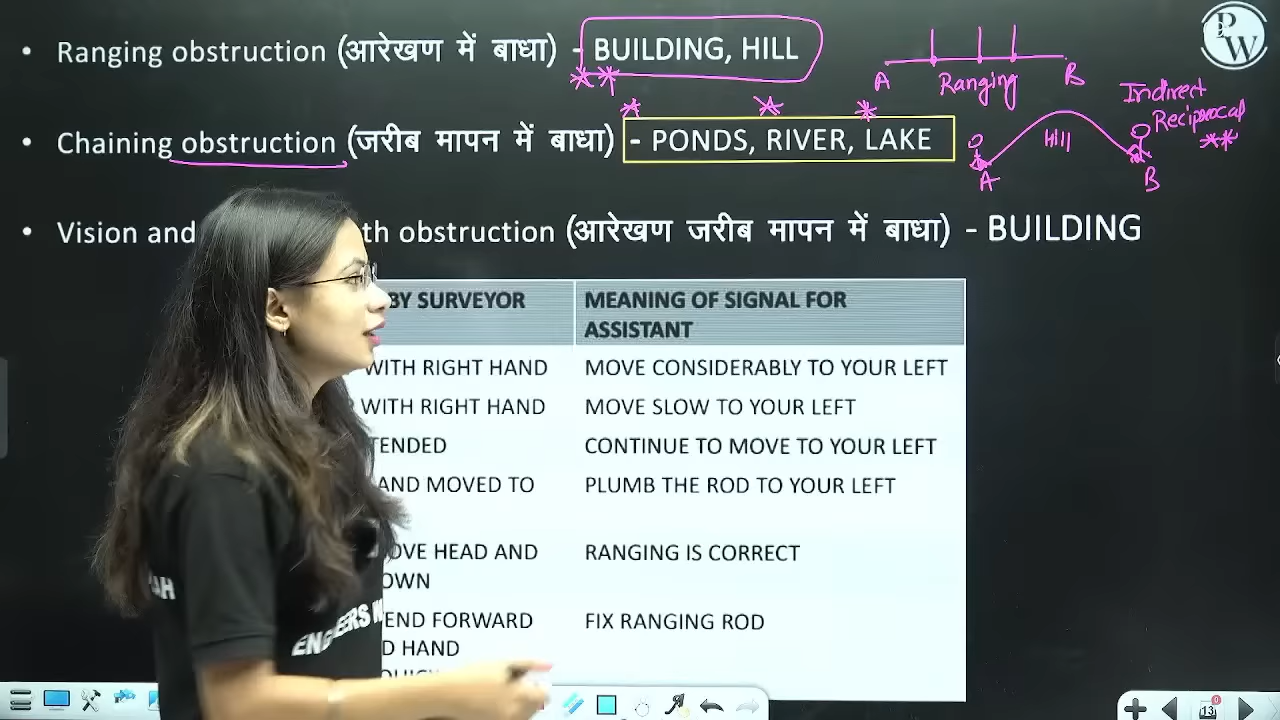 • Ranging obstruction (आरेखण में बाधा) - BUILDING, HILL
A Ranging B
Indirect
Reciprocal
**
• Chaining obstruction (जरीब मापन में बाधा) - PONDS, RIVER, LAKE
Hill
A B
• Vision and th obstruction (आरेखण जरीब मापन में बाधा) - BUILDING
BY SURVEYOR MEANING OF SIGNAL FOR
ASSISTANT
WITH RIGHT HAND MOVE CONSIDERABLY TO YOUR LEFT
WITH RIGHT HAND MOVE SLOW TO YOUR LEFT
TENDED CONTINUE TO MOVE TO YOUR LEFT
AND MOVED TO PLUMB THE ROD TO YOUR LEFT
OVE HEAD AND RANGING IS CORRECT
OWN
END FORWARD FIX RANGING ROD
D HAND
PW
13